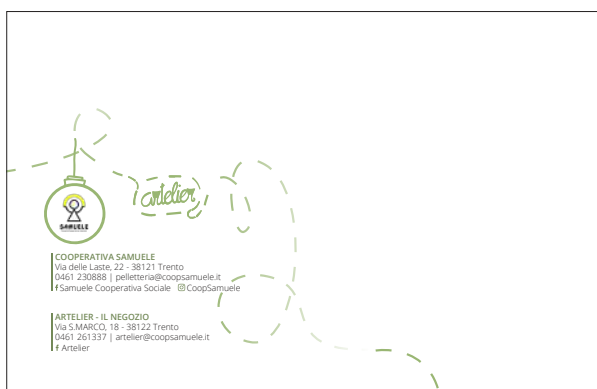 artelier
SAMUELE
COOPERATIVA SAMUELE
Via delle Laste, 22 - 38121 Trento
0461 230888 | pelletteria@coopsamuele.it
f Samuele Cooperativa Sociale CoopSamuele
ARTELIER - IL NEGOZIO
Via S.MARCO, 18 - 38122 Trento
0461 261337 | artelier@coopsamuele.it
f Artelier